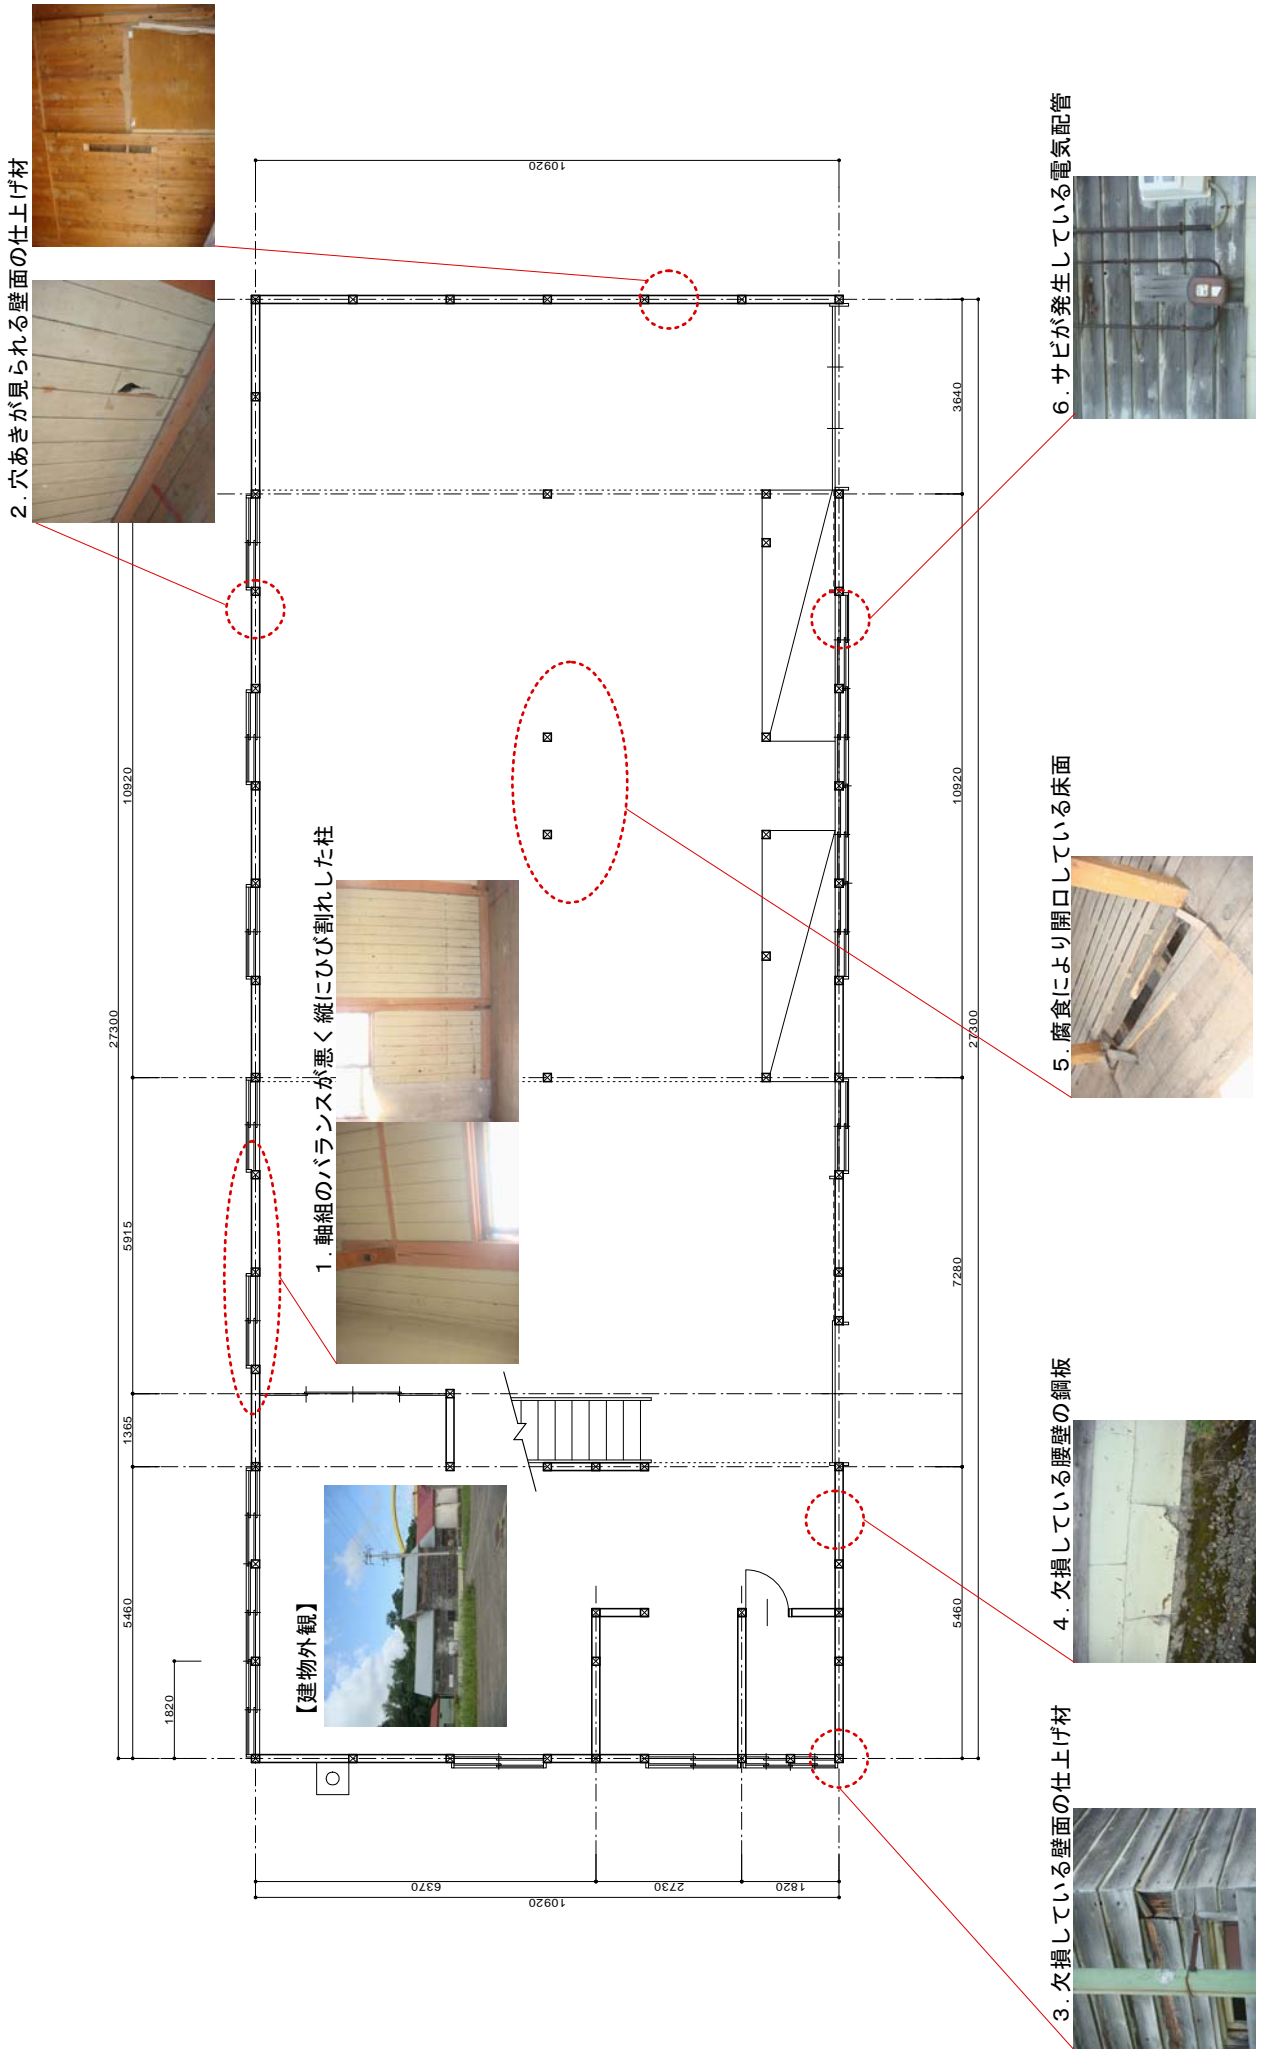 ２．穴あきが見られる壁面の仕上げ材
27300
5460
1365
5915
10920
1820
【建物外観】
１．軸組のバランスが悪く縦にひび割れした柱
10920
6370
2730
1820
10920
5460
7280
10920
3640
27300
３．欠損している壁面の仕上げ材
４．欠損している腰壁の鋼板
５．腐食により開口している床面
６．サビが発生している電気配管